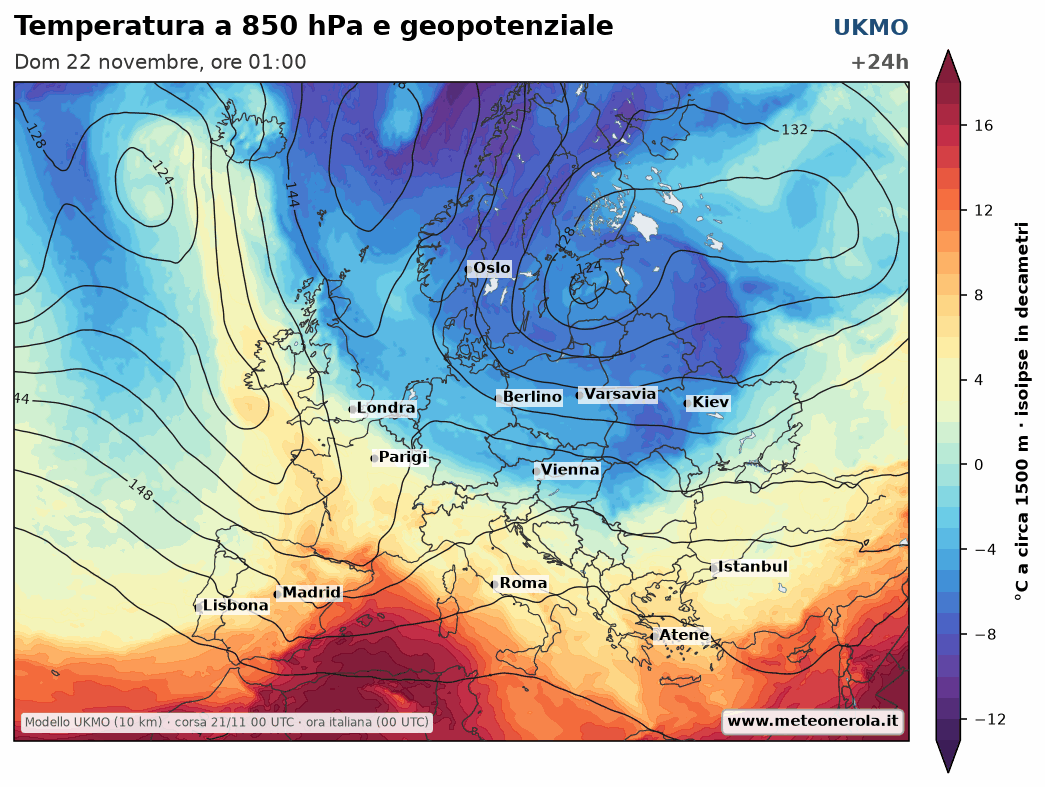 Temperatura a 850 hPa e geopotenziale
UKMO
Dom 22 novembre, ore 01:00
+24h
128
124
144
132
128
124
44
148
Oslo
Londra
Berlino
Varsavia
Kiev
Parigi
Vienna
Istanbul
Roma
Madrid
Lisbona
Atene
16
12
8
4
0
−4
−8
−12
°C a circa 1500 m · isoipse in decametri
Modello UKMO (10 km) · corsa 21/11 00 UTC · ora italiana (00 UTC)
www.meteonerola.it